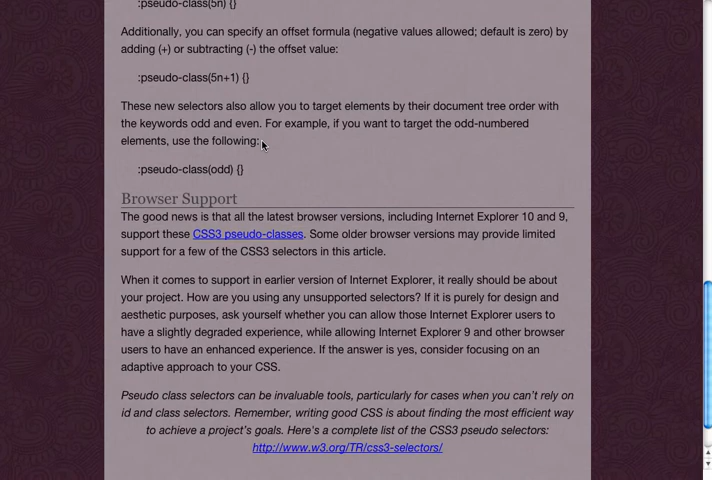 :pseudo-class(5n) {}
Additionally, you can specify an offset formula (negative values allowed; default is zero) by
adding (+) or subtracting (-) the offset value:
:pseudo-class(5n+1) {}
These new selectors also allow you to target elements by their document tree order with
the keywords odd and even. For example, if you want to target the odd-numbered
elements, use the following:
:pseudo-class(odd) {}
Browser Support
The good news is that all the latest browser versions, including Internet Explorer 10 and 9,
support these CSS3 pseudo-classes. Some older browser versions may provide limited
support for a few of the CSS3 selectors in this article.
When it comes to support in earlier version of Internet Explorer, it really should be about
your project. How are you using any unsupported selectors? If it is purely for design and
aesthetic purposes, ask yourself whether you can allow those Internet Explorer users to
have a slightly degraded experience, while allowing Internet Explorer 9 and other browser
users to have an enhanced experience. If the answer is yes, consider focusing on an
adaptive approach to your CSS.
Pseudo class selectors can be invaluable tools, particularly for cases when you can't rely on
id and class selectors. Remember, writing good CSS is about finding the most efficient way
to achieve a project's goals. Here's a complete list of the CSS3 pseudo selectors:
http://www.w3.org/TR/css3-selectors/